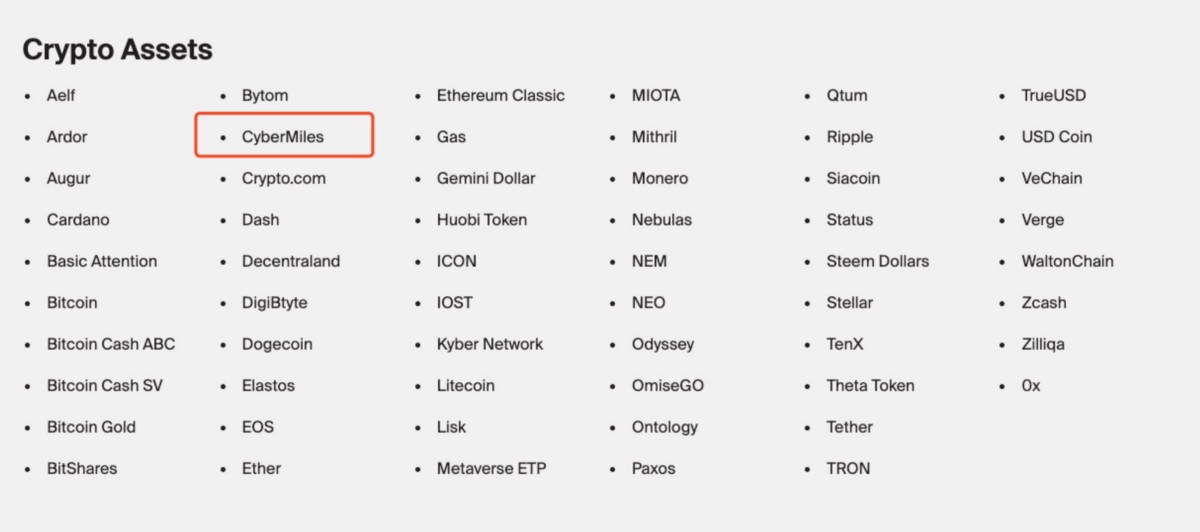 Crypto Assets
Aelf
Ardor
Augur
Cardano
Basic Attention
Bitcoin
Bitcoin Cash ABC
Bitcoin Cash SV
Bitcoin Gold
BitShares
Bytom
CyberMiles
Crypto.com
Dash
Decentraland
DigiBtyte
Dogecoin
Elastos
EOS
Ether
Ethereum Classic
Gas
Gemini Dollar
Huobi Token
ICON
IOST
Kyber Network
Litecoin
Lisk
Metaverse ETP
MIOTA
Mithril
Monero
Nebulas
NEM
NEO
Odyssey
OmiseGO
Ontology
Paxos
Qtum
Ripple
Siacoin
Status
Steem Dollars
Stellar
TenX
Theta Token
Tether
TRON
TrueUSD
USD Coin
VeChain
Verge
WaltonChain
Zcash
Zilliqa
0x